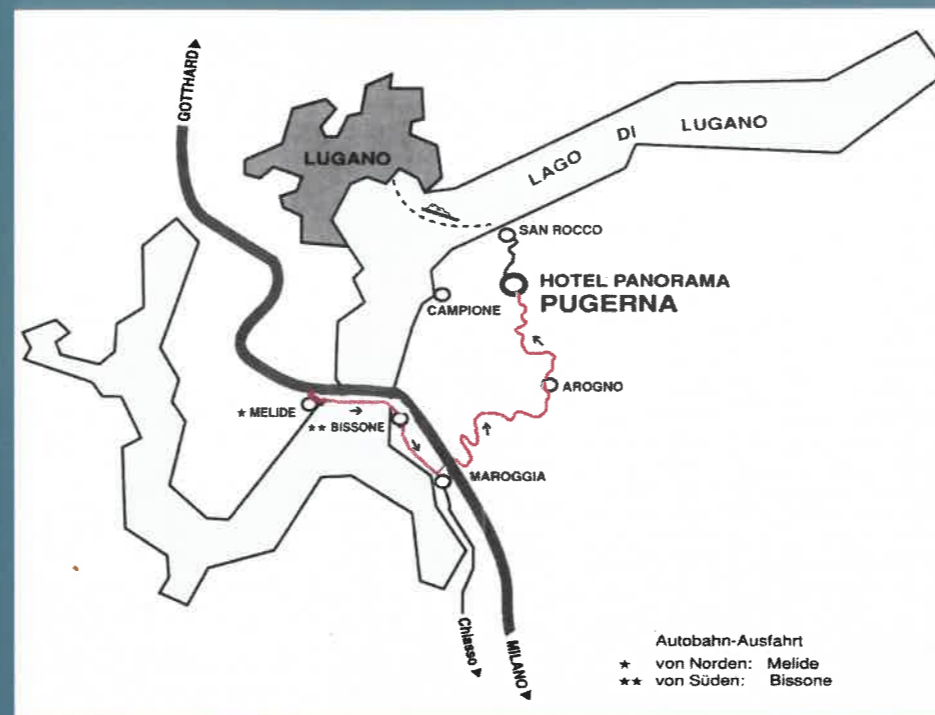 GOTTHARD
LUGANO
LAGO DI LUGANO
SAN ROCCO
HOTEL PANORAMA
PUGERNA
CAMPIONE
AROGNO
★ MELIDE
★★ BISSONE
MAROGGIA
Chiasso
MILANO
Autobahn-Ausfahrt
★ von Norden: Melide
★★ von Süden: Bissone